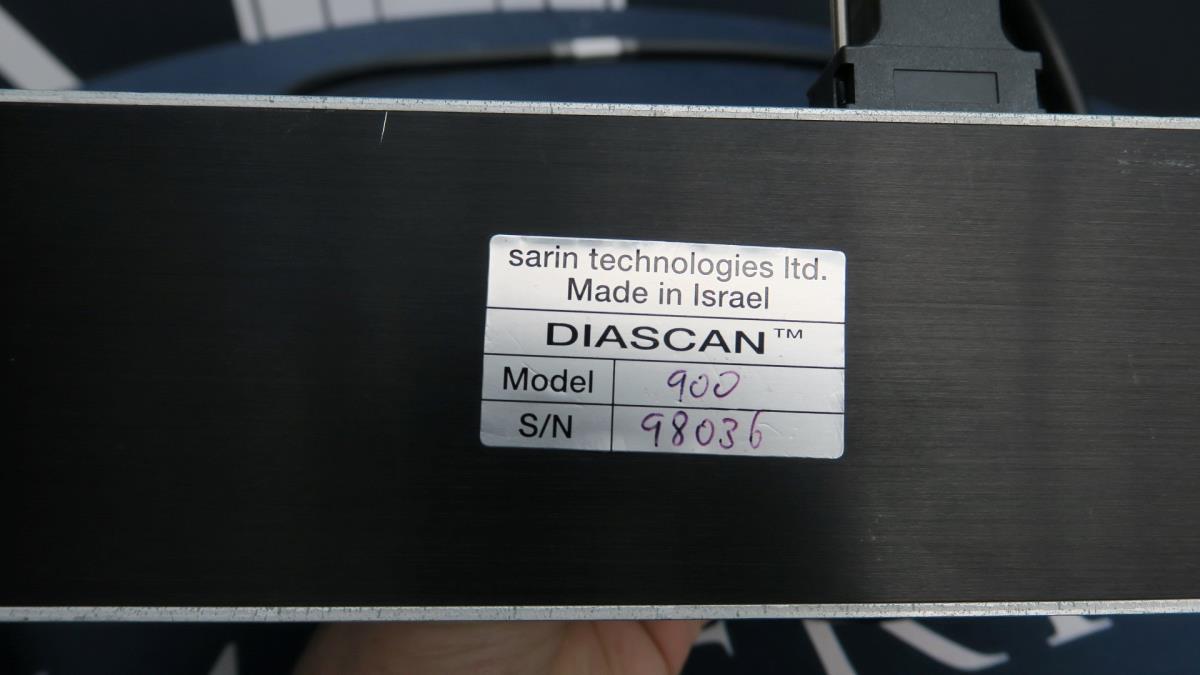 sarin technologies ltd.
Made in Israel
DIASCAN™
Model 900
S/N 98036